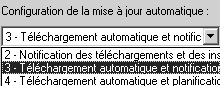 Configuration de la mise à jour automatique :
3 - Téléchargement automatique et notific
2 - Notification des téléchargements et des ins
3 - Téléchargement automatique et notification
4 - Téléchargement automatique et planificatio